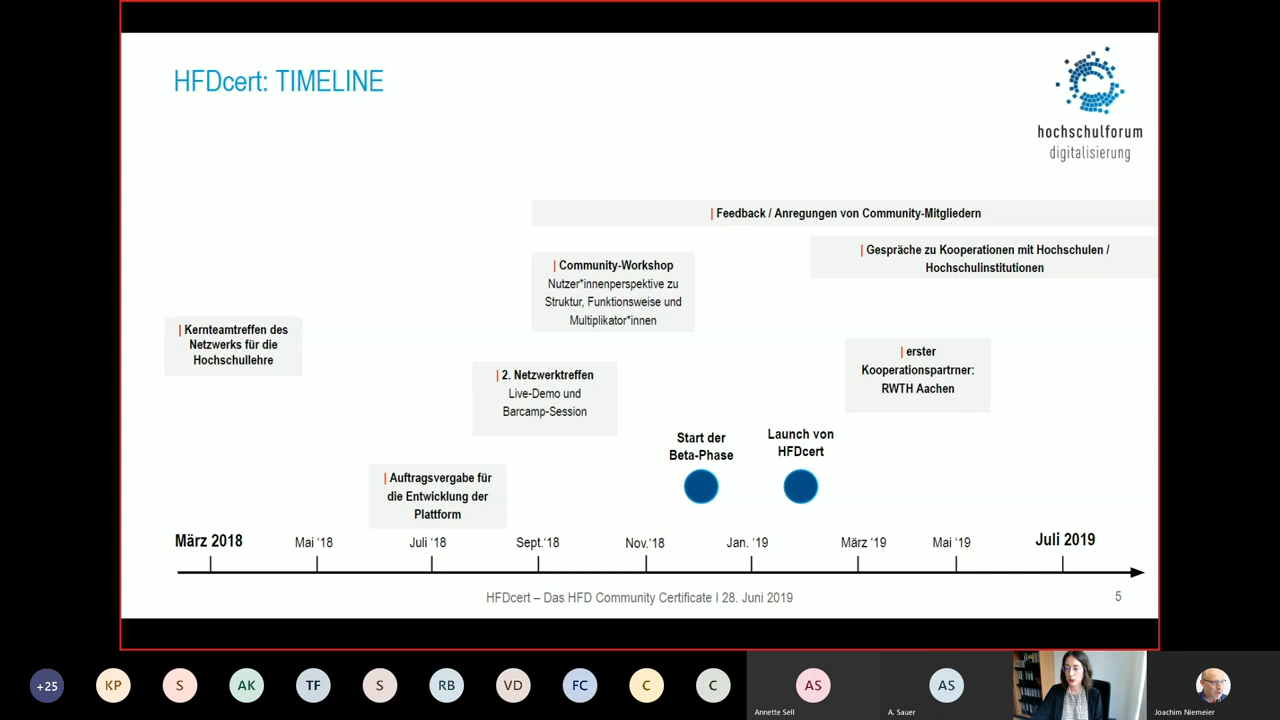 HFDcert: TIMELINE
hochschulforum
digitalisierung
| Feedback / Anregungen von Community-Mitgliedern
| Gespräche zu Kooperationen mit Hochschulen /
Hochschulinstitutionen
| Community-Workshop
Nutzer*innenperspektive zu
Struktur, Funktionsweise und
Multiplikator*innen
| Kernteamtreffen des
Netzwerks für die
Hochschullehre
| erster
Kooperationspartrner:
RWTH Aachen
| 2. Netzwerktreffen
Live-Demo und
Barcamp-Session
Start der
Beta-Phase
Launch von
HFDcert
| Auftragsvergabe für
die Entwicklung der
Plattform
März 2018 Mai ‘18 Juli ‘18 Sept.‘18 Nov.‘18 Jan. ‘19 März ‘19 Mai ‘19 Juli 2019
HFDcert – Das HFD Community Certificate I 28. Juni 2019 5
+25 KP S AK TF S RB VD FC C C AS AS
Annette Sell A. Sauer Joachim Niemeier